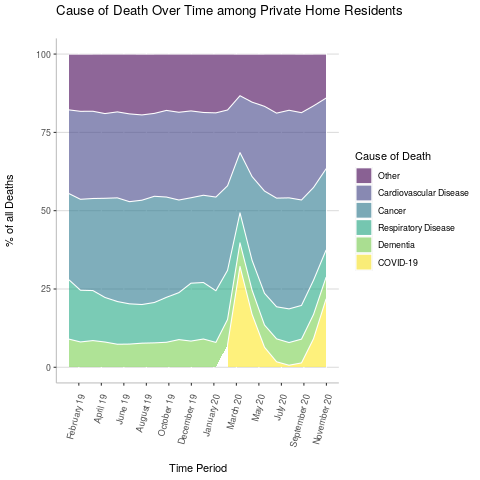 Cause of Death Over Time among Private Home Residents
% of all Deaths
100
75
50
25
0
February 19
April 19
June 19
August 19
October 19
December 19
January 20
March 20
May 20
July 20
September 20
November 20
Time Period
Cause of Death
Other
Cardiovascular Disease
Cancer
Respiratory Disease
Dementia
COVID-19